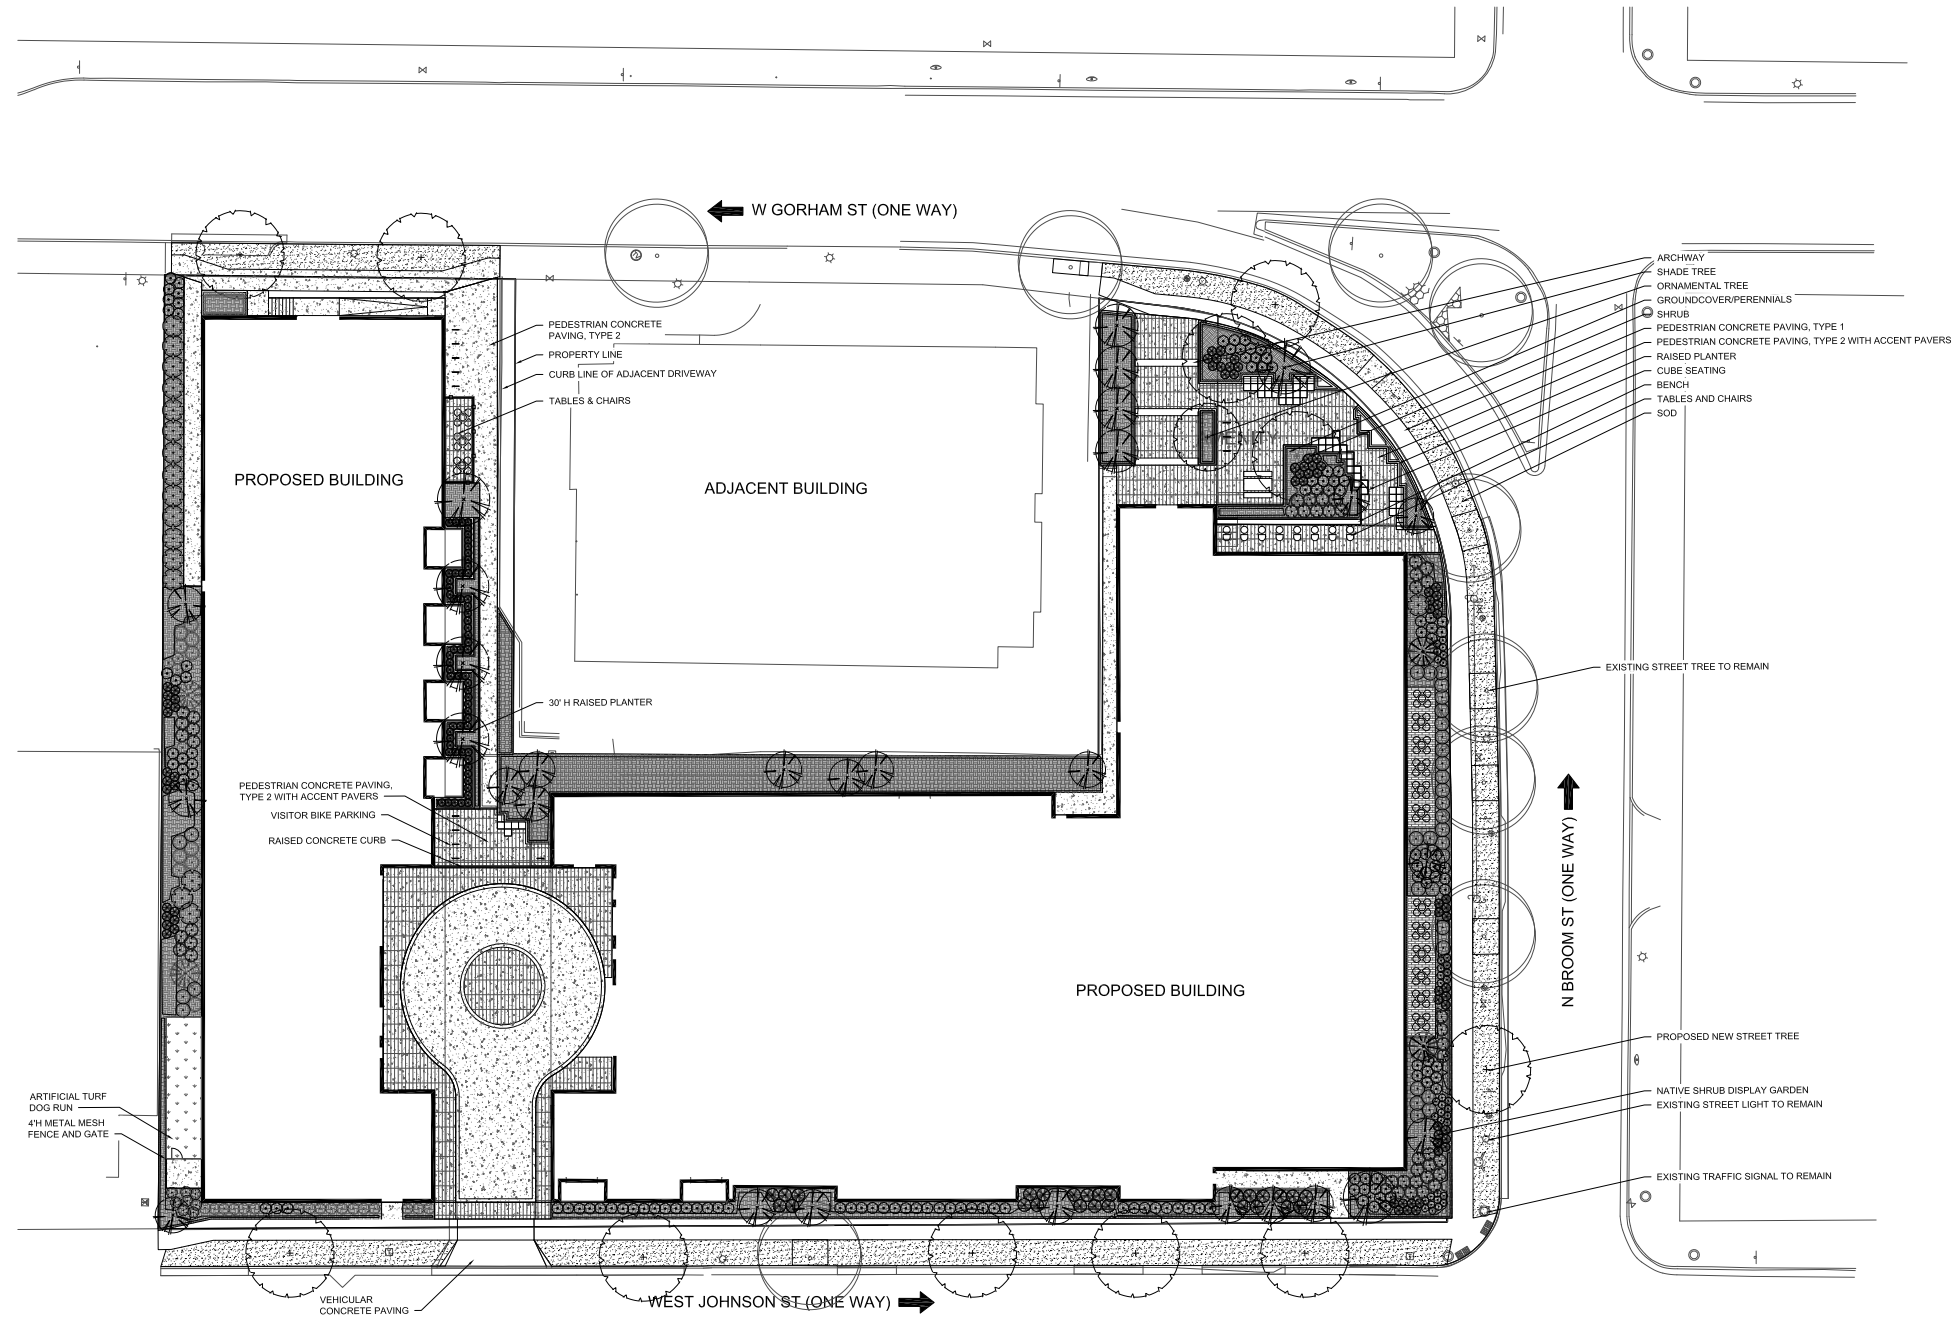 W GORHAM ST (ONE WAY)
ARCHWAY
SHADE TREE
ORNAMENTAL TREE
GROUNDCOVER/PERENNIALS
SHRUB
PEDESTRIAN CONCRETE PAVING, TYPE 1
PEDESTRIAN CONCRETE PAVING, TYPE 2 WITH ACCENT PAVERS
RAISED PLANTER
CUBE SEATING
BENCH
TABLES AND CHAIRS
SOD
PEDESTRIAN CONCRETE
PAVING, TYPE 2
PROPERTY LINE
CURB LINE OF ADJACENT DRIVEWAY
TABLES & CHAIRS
PROPOSED BUILDING
ADJACENT BUILDING
EXISTING STREET TREE TO REMAIN
30' H RAISED PLANTER
PEDESTRIAN CONCRETE PAVING,
TYPE 2 WITH ACCENT PAVERS
VISITOR BIKE PARKING
RAISED CONCRETE CURB
N BROOM ST (ONE WAY)
PROPOSED BUILDING
PROPOSED NEW STREET TREE
NATIVE SHRUB DISPLAY GARDEN
EXISTING STREET LIGHT TO REMAIN
ARTIFICIAL TURF
DOG RUN
4'H METAL MESH
FENCE AND GATE
EXISTING TRAFFIC SIGNAL TO REMAIN
VEHICULAR
CONCRETE PAVING
WEST JOHNSON ST (ONE WAY)